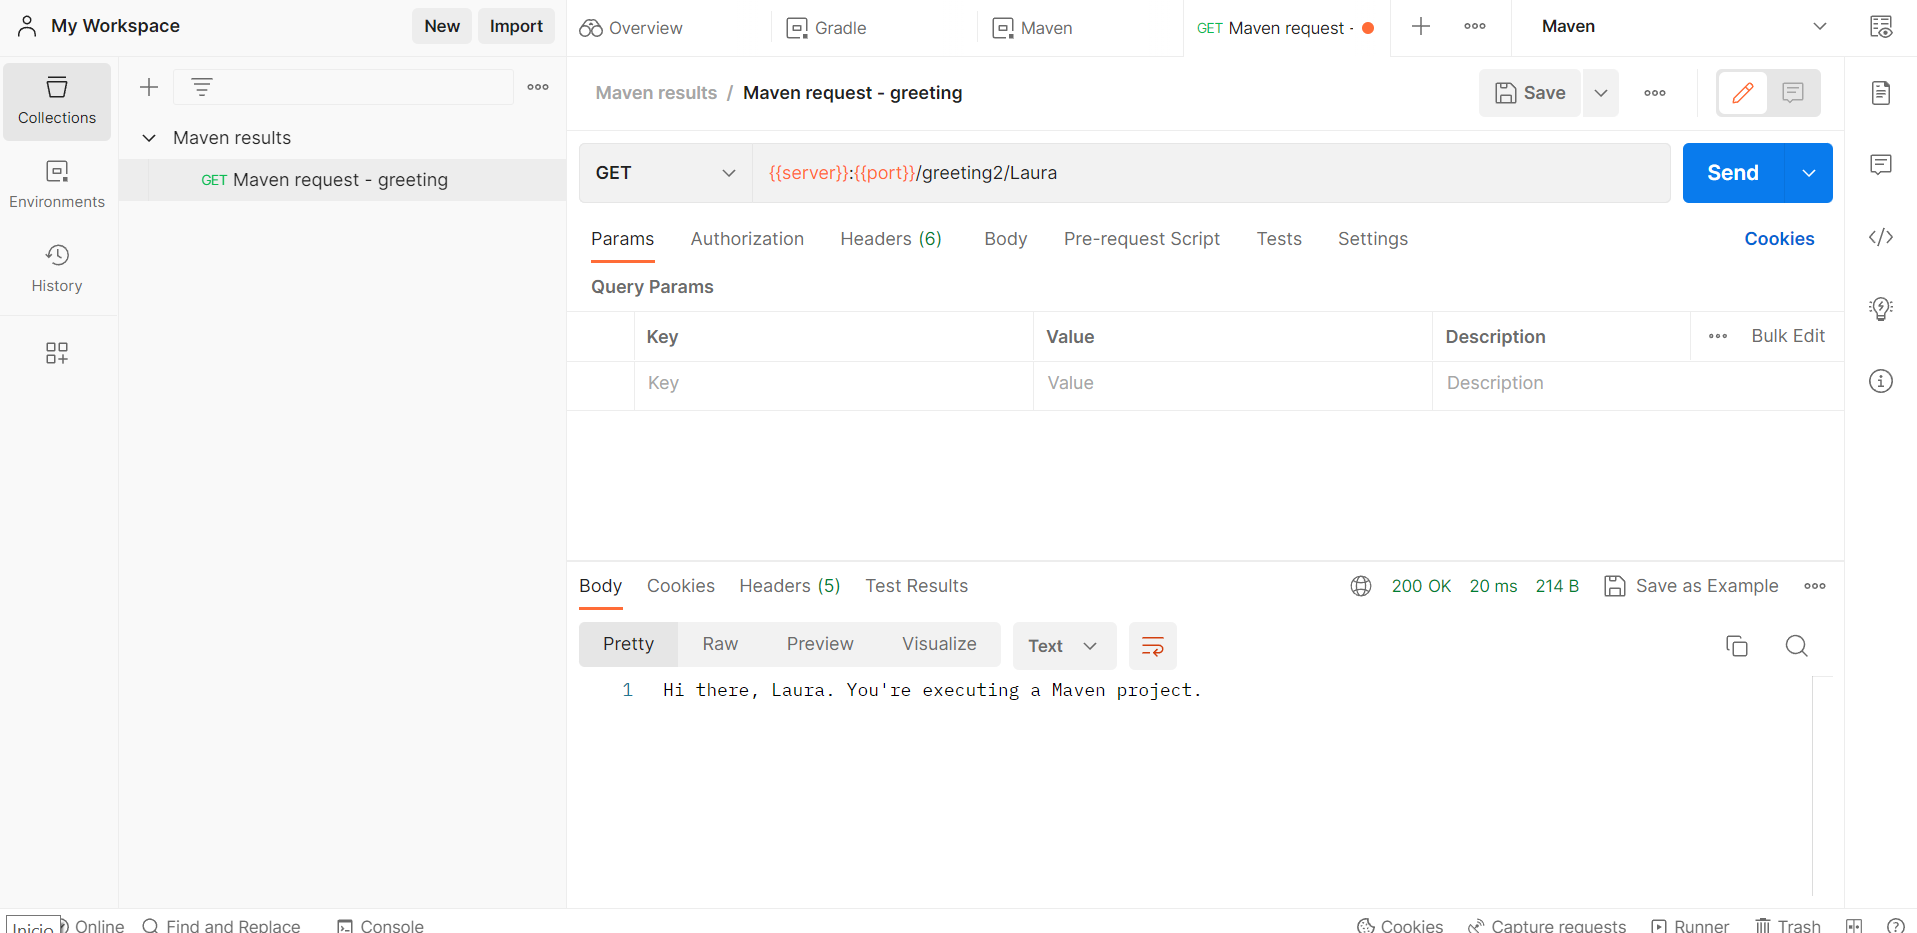 My Workspace New Import Overview Gradle Maven GET Maven request - Maven
Maven results / Maven request - greeting Save
Collections
Maven results
GET Maven request - greeting
GET {{server}}:{{port}}/greeting2/Laura Send
Environments
Params Authorization Headers (6) Body Pre-request Script Tests Settings Cookies
History
Query Params
Key Value Description Bulk Edit
Key Value Description
Body Cookies Headers (5) Test Results 200 OK 20 ms 214 B Save as Example
Pretty Raw Preview Visualize Text
1 Hi there, Laura. You're executing a Maven project.
Inicio Online Find and Replace Console Cookies Capture requests Runner Trash